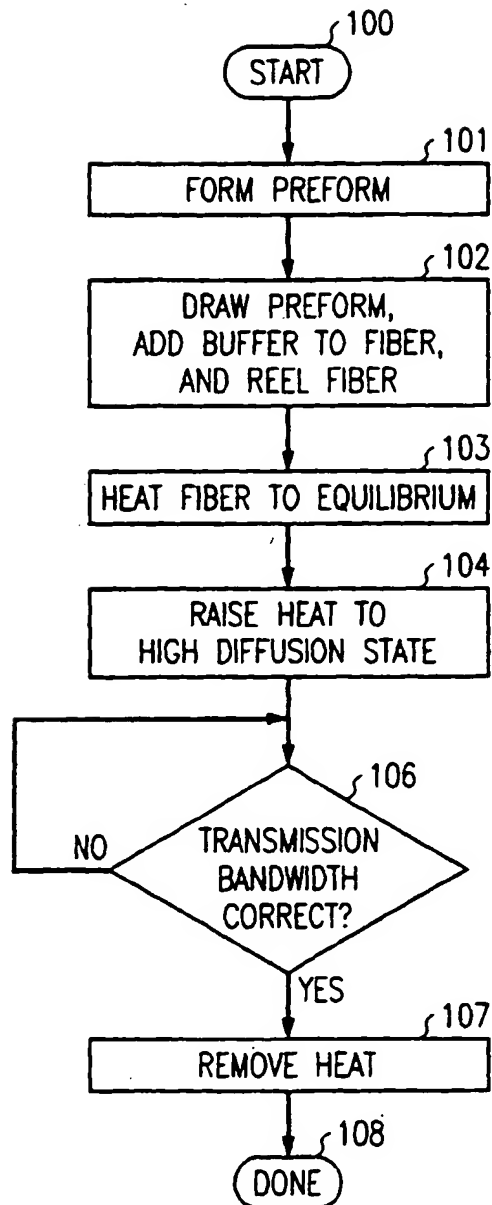 100
START
101
FORM PREFORM
102
DRAW PREFORM,
ADD BUFFER TO FIBER,
AND REEL FIBER
103
HEAT FIBER TO EQUILIBRIUM
104
RAISE HEAT TO
HIGH DIFFUSION STATE
106
TRANSMISSION
BANDWIDTH
CORRECT?
NO
YES
107
REMOVE HEAT
108
DONE